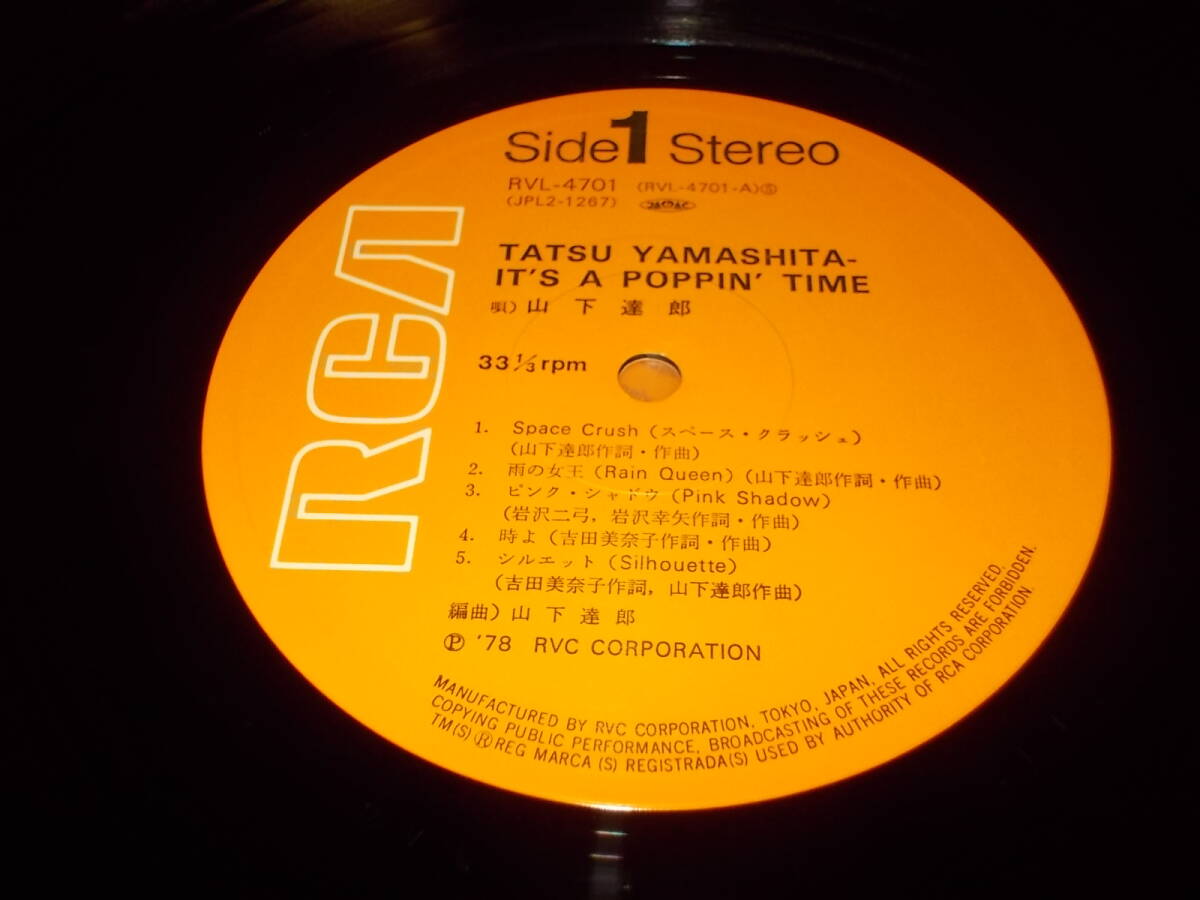 RCA
Side 1 Stereo
RVL-4701 (RVL-4701-A)Ⓢ
(JPL2-1267) JASRAC
TATSU YAMASHITA-
IT'S A POPPIN' TIME
唄) 山下達郎
33 1/3 rpm
1. Space Crush (スペース・クラッシュ)
(山下達郎作詞・作曲)
2. 雨の女王 (Rain Queen) (山下達郎作詞・作曲)
3. ピンク・シャドウ (Pink Shadow)
(岩沢二弓, 岩沢幸矢作詞・作曲)
4. 時よ (吉田美奈子作詞・作曲)
5. シルエット (Silhouette)
(吉田美奈子作詞, 山下達郎作曲)
編曲) 山下達郎
Ⓟ '78 RVC CORPORATION
MANUFACTURED BY RVC CORPORATION, TOKYO, JAPAN, ALL RIGHTS RESERVED,
COPYING PUBLIC PERFORMANCE, BROADCASTING OF THESE RECORDS ARE FORBIDDEN.
TM(S) ® REG MARCA (S) REGISTRADA(S) USED BY AUTHORITY OF RCA CORPORATION.